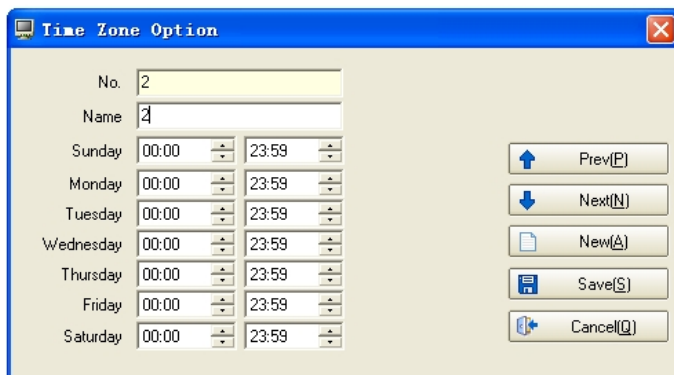 Time Zone Option
No. 2
Name 2
Sunday 00:00 23:59
Monday 00:00 23:59
Tuesday 00:00 23:59
Wednesday 00:00 23:59
Thursday 00:00 23:59
Friday 00:00 23:59
Saturday 00:00 23:59
Prev(P)
Next(N)
New(A)
Save(S)
Cancel(Q)